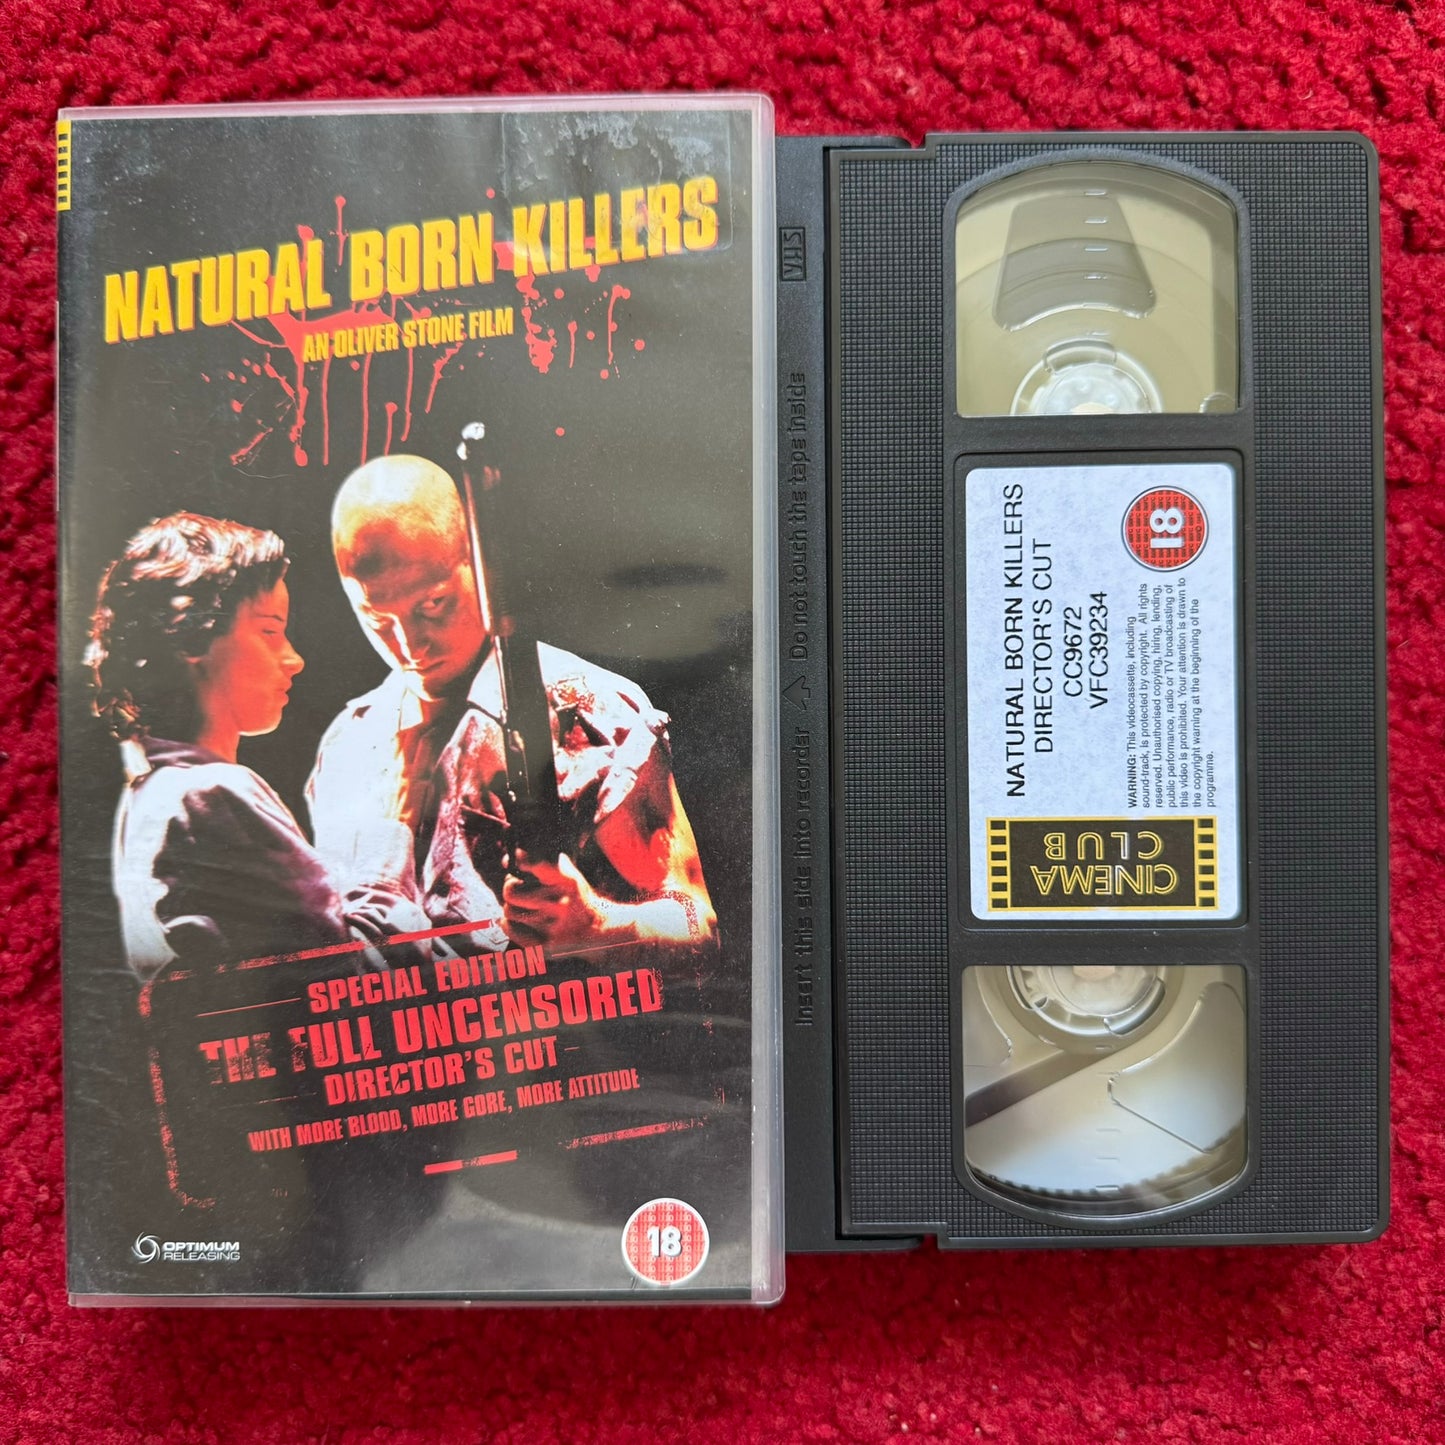 NATURAL BORN KILLERS
AN OLIVER STONE FILM
SPECIAL EDITION
THE FULL UNCENSORED
DIRECTOR'S CUT
WITH MORE BLOOD, MORE GORE, MORE ATTITUDE
OPTIMUM
RELEASING
18
VHS
Insert this side into recorder Do not touch the tape inside
NATURAL BORN KILLERS
DIRECTOR'S CUT
CC9672
VFC39234
18
WARNING: This videocassette, including
sound-track, is protected by copyright. All rights
reserved. Unauthorised copying, hiring, lending,
public performance, radio or TV broadcasting of
this video is prohibited. Your attention is drawn to
the copyright warning at the beginning of the
programme.
CINEMA
CLUB